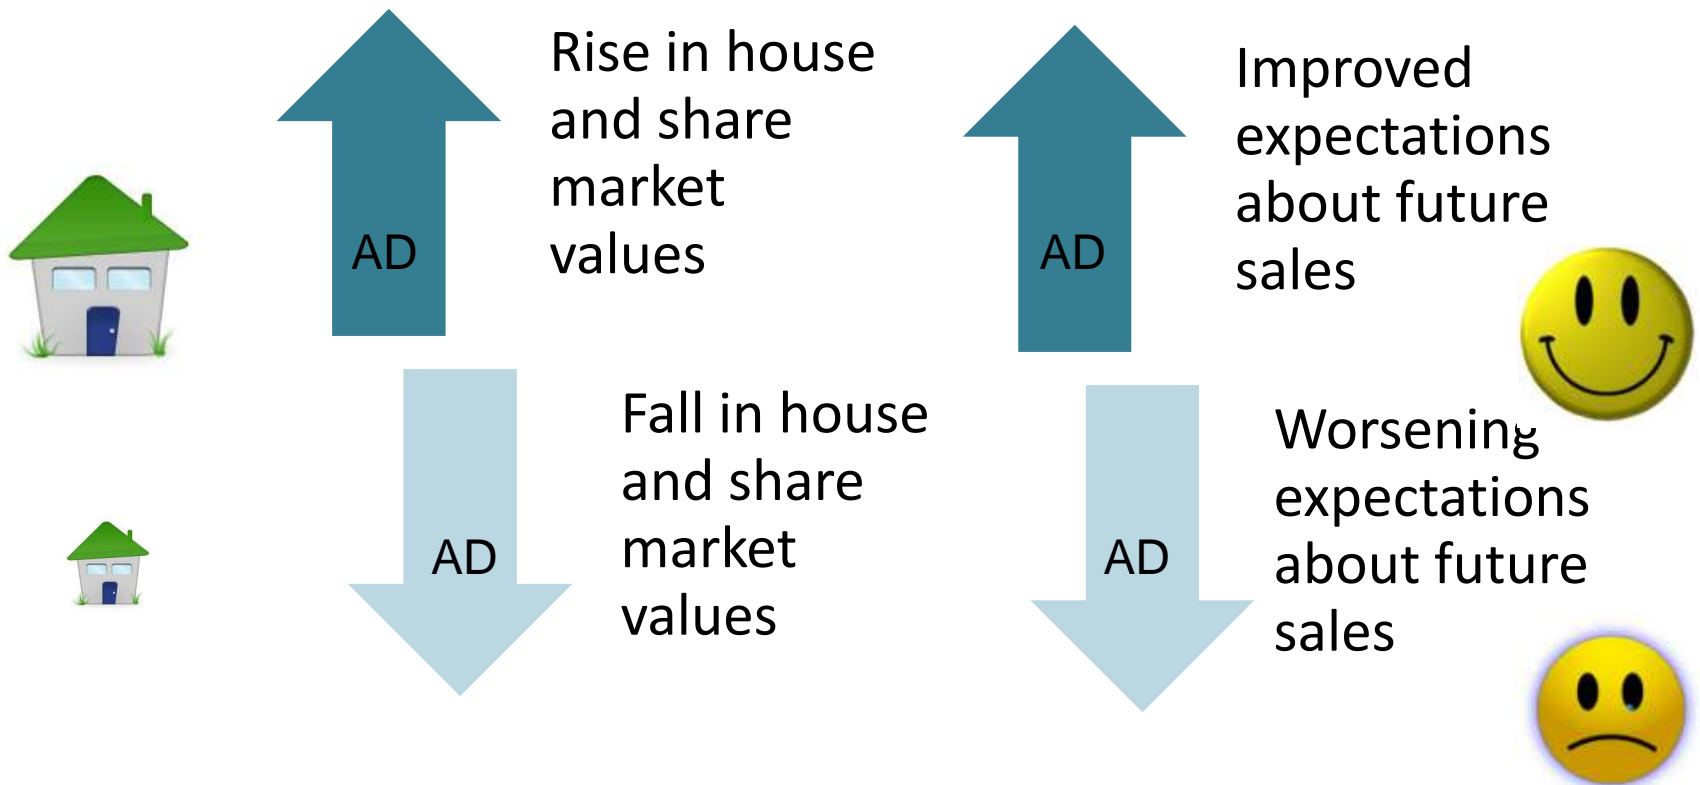 AD
Rise in house
and share
market
values
AD
Improved
expectations
about future
sales
AD
Fall in house
and share
market
values
AD
Worsening
expectations
about future
sales